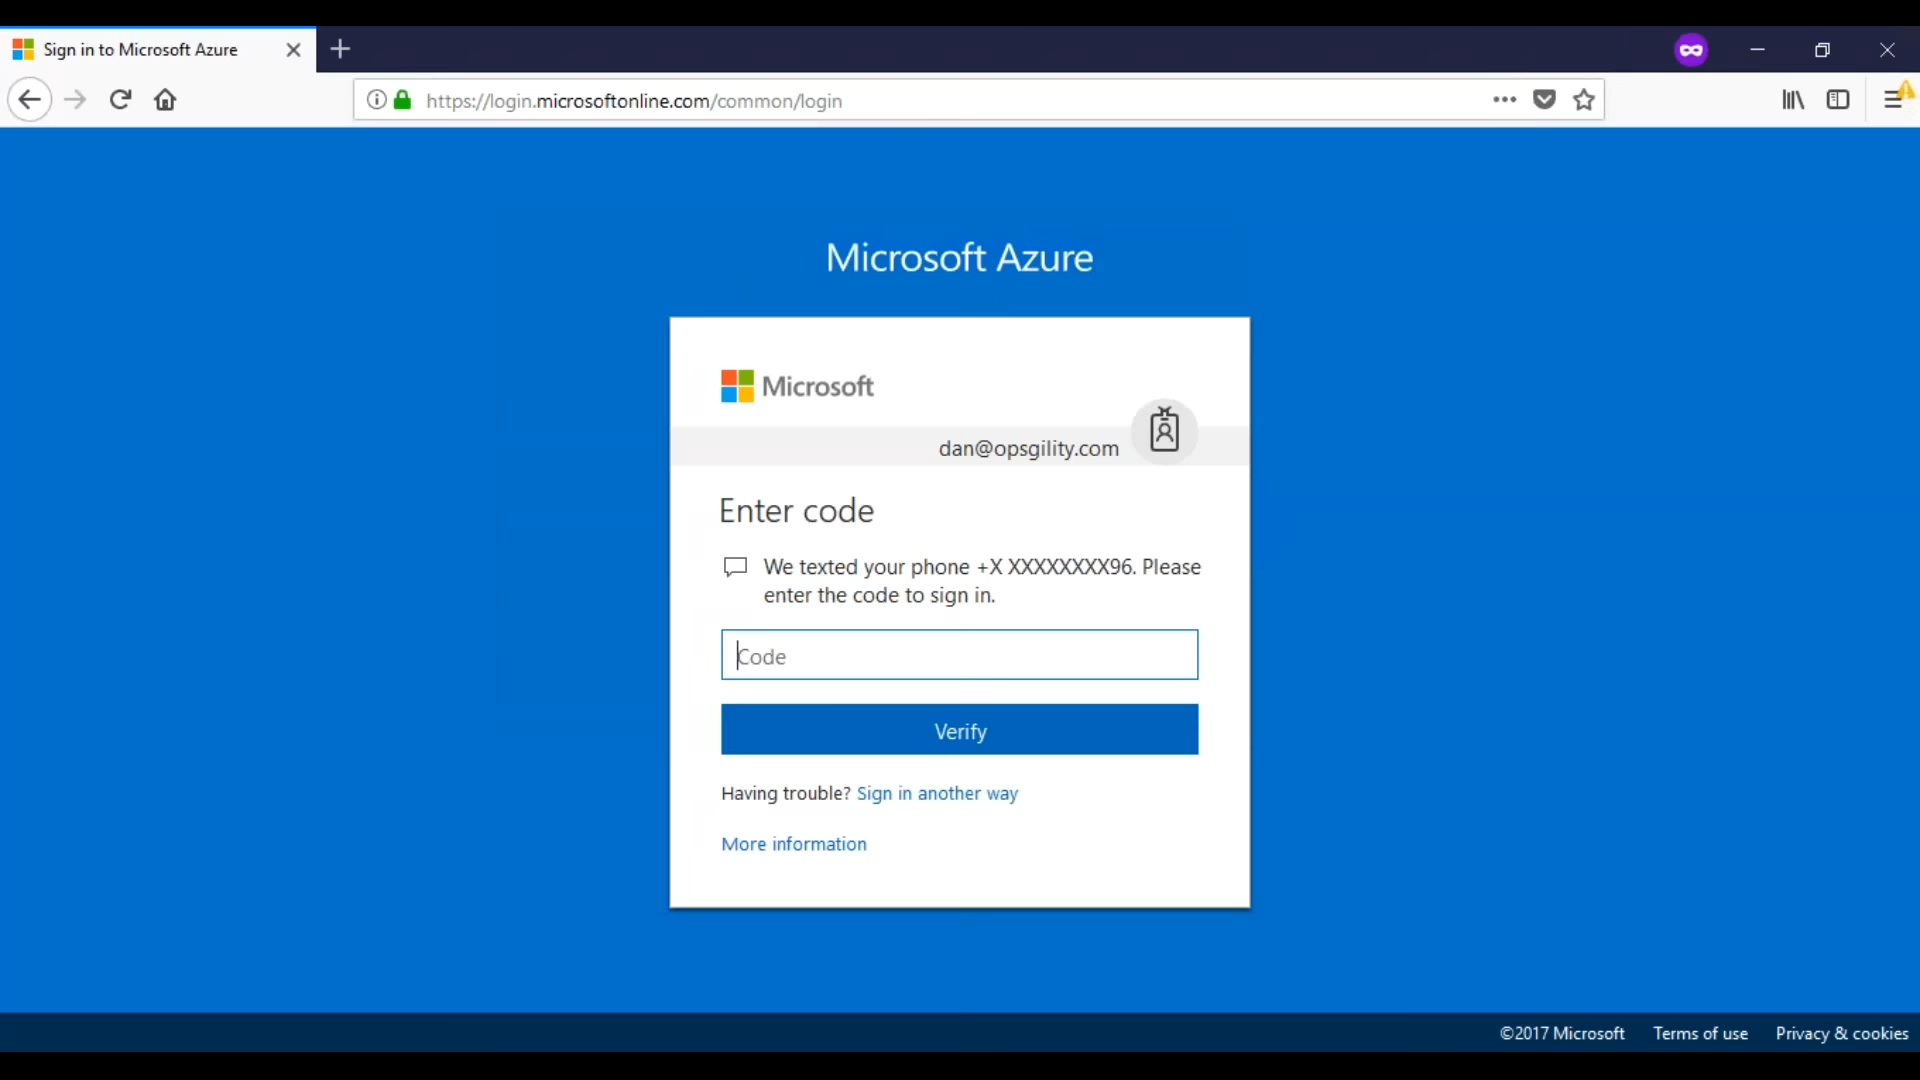 Sign in to Microsoft Azure
https://login.microsoftonline.com/common/login
Microsoft Azure
Microsoft
dan@opsgility.com
Enter code
We texted your phone +X XXXXXXXX96. Please
enter the code to sign in.
Code
Verify
Having trouble? Sign in another way
More information
©2017 Microsoft Terms of use Privacy & cookies